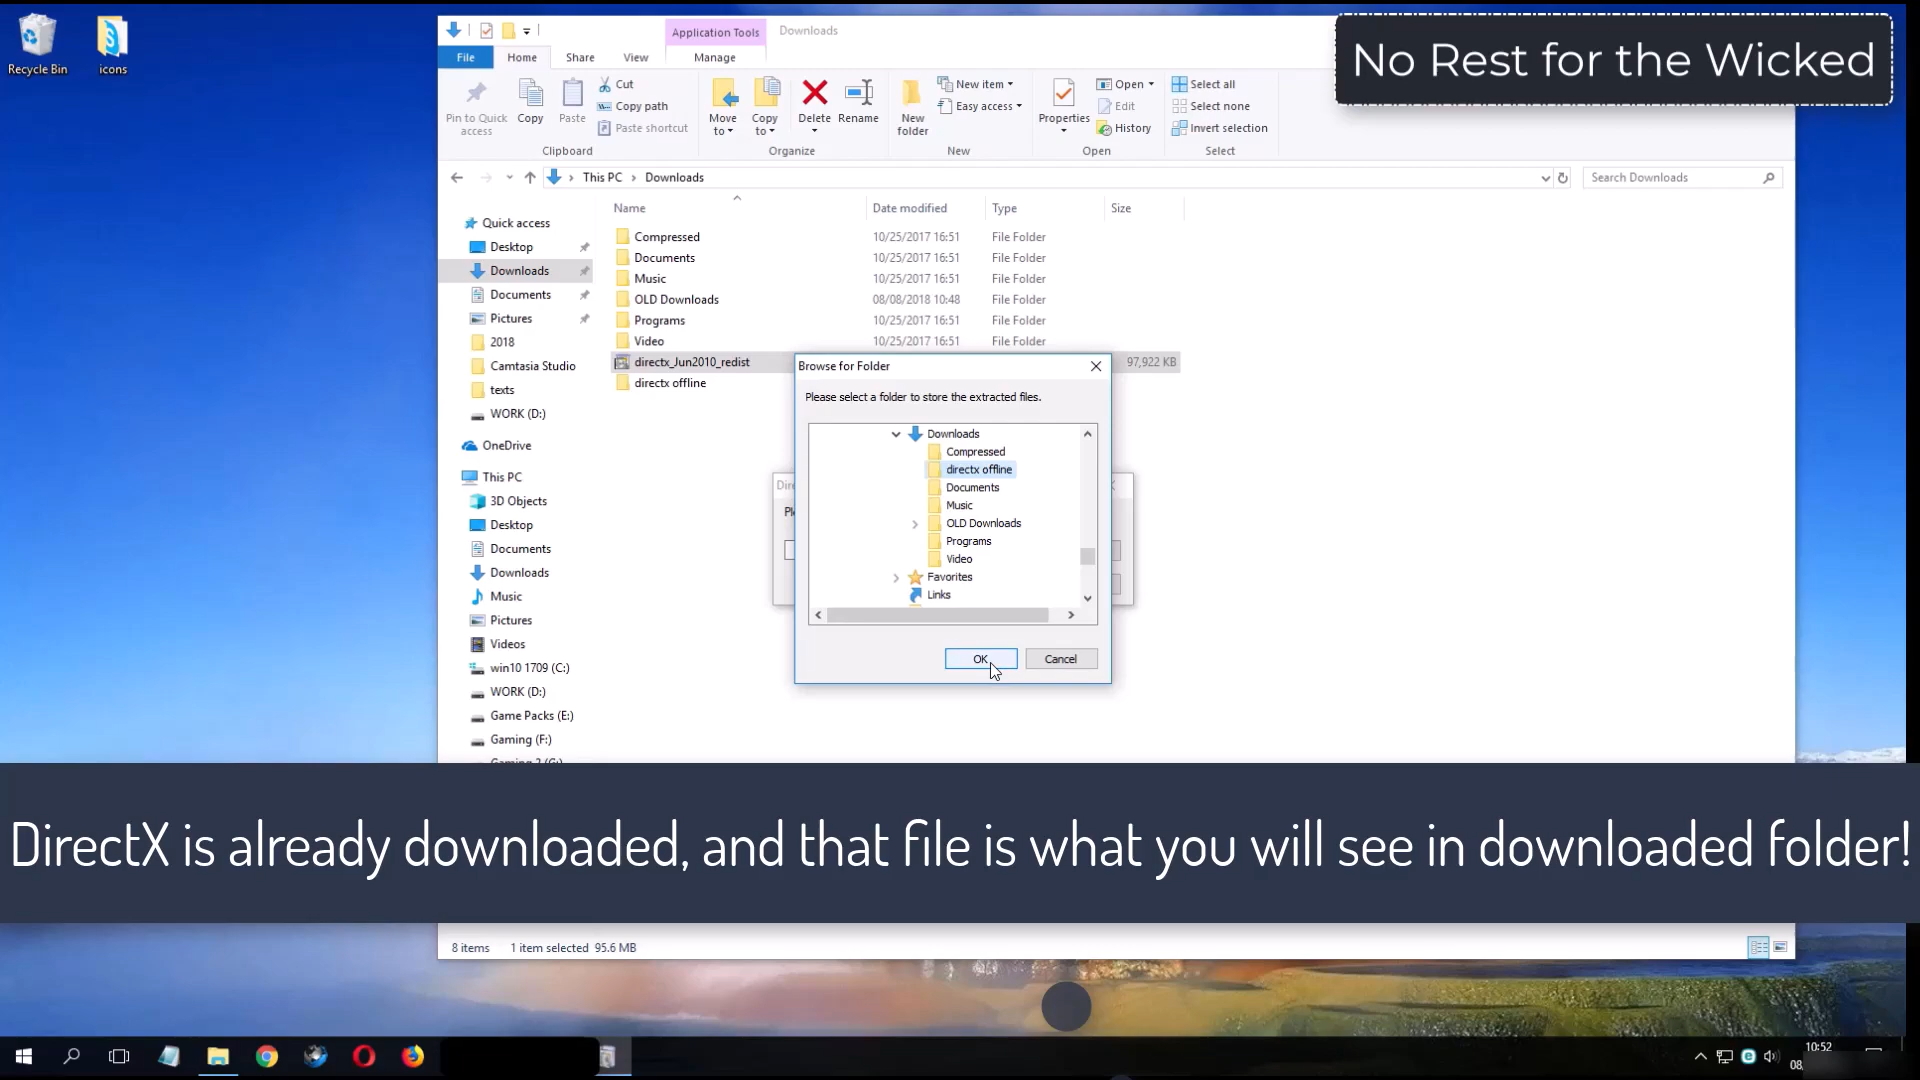 Recycle Bin
icons
Application Tools
Downloads
No Rest for the Wicked
File
Home
Share
View
Manage
Pin to Quick access
Copy
Paste
Cut
Copy path
Paste shortcut
Clipboard
Move to
Copy to
Delete
Rename
Organize
New folder
New item
Easy access
New
Properties
Open
Edit
History
Open
Select all
Select none
Invert selection
Select
This PC
Downloads
Search Downloads
Name
Date modified
Type
Size
Compressed 10/25/2017 16:51 File Folder
Documents 10/25/2017 16:51 File Folder
Music 10/25/2017 16:51 File Folder
OLD Downloads 08/08/2018 10:48 File Folder
Programs 10/25/2017 16:51 File Folder
Video 10/25/2017 16:51 File Folder
directx_Jun2010_redist 97,922 KB
directx offline
Quick access
Desktop
Downloads
Documents
Pictures
2018
Camtasia Studio
texts
WORK (D:)
OneDrive
This PC
3D Objects
Desktop
Documents
Downloads
Music
Pictures
Videos
win10 1709 (C:)
WORK (D:)
Game Packs (E:)
Gaming (F:)
Browse for Folder
Please select a folder to store the extracted files.
Downloads
Compressed
directx offline
Documents
Music
OLD Downloads
Programs
Video
Favorites
Links
OK
Cancel
DirectX is already downloaded, and that file is what you will see in downloaded folder!
8 items 1 item selected 95.6 MB
10:52